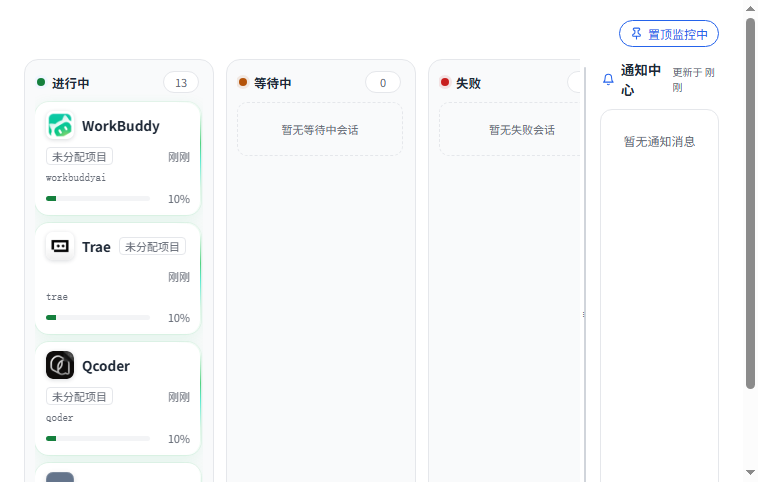 置顶监控中
进行中
13
WorkBuddy
未分配项目
刚刚
workbuddyai
10%
Trae
未分配项目
刚刚
trae
10%
Qcoder
未分配项目
刚刚
qoder
10%
等待中
0
暂无等待中会话
失败
暂无失败会话
通知中
心
更新于 刚
刚
暂无通知消息